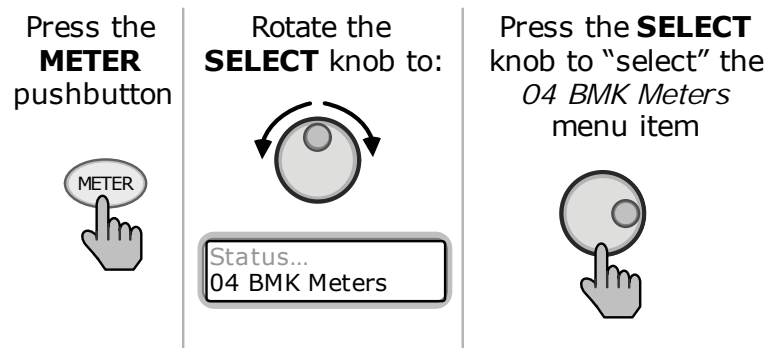 Press the
METER
pushbutton
METER
Rotate the
SELECT knob to:
Status...
04 BMK Meters
Press the SELECT
knob to “select” the
04 BMK Meters
menu item